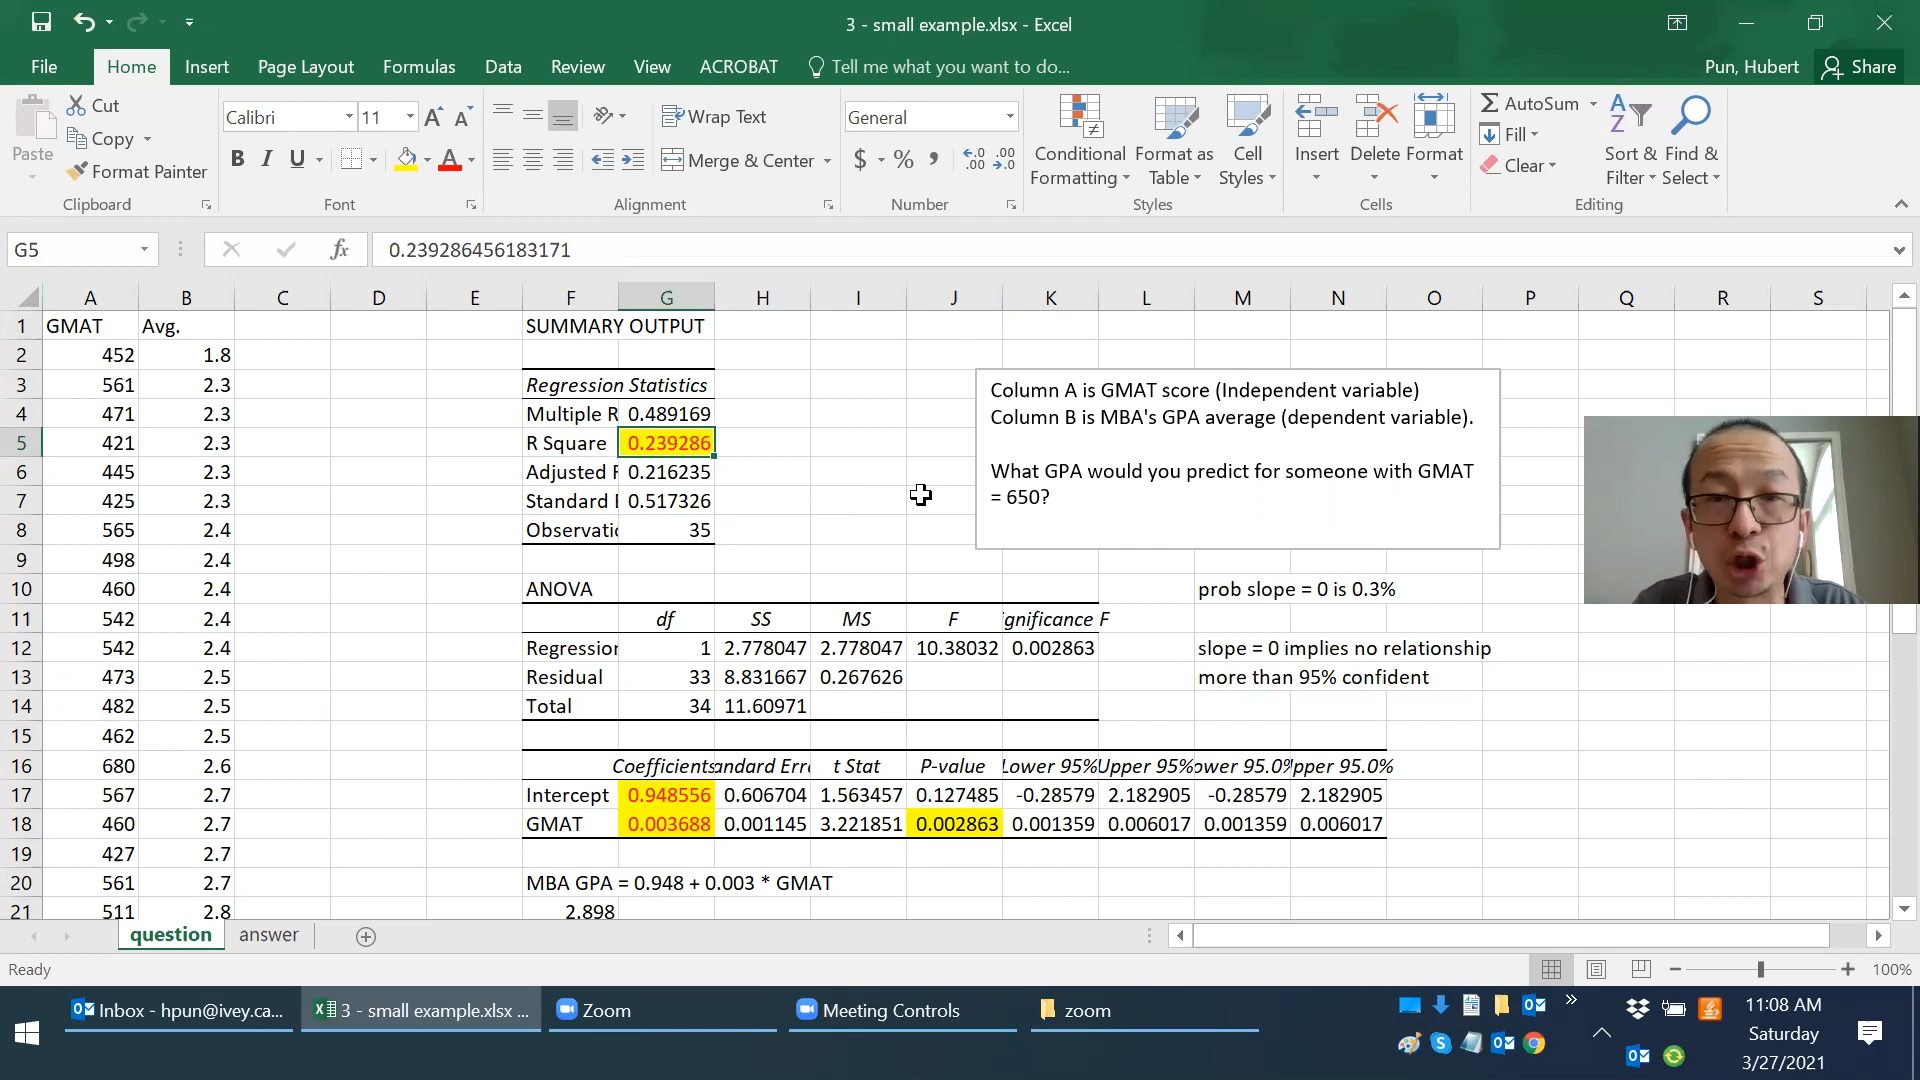 3 - small example.xlsx - Excel
File Home Insert Page Layout Formulas Data Review View ACROBAT Tell me what you want to do... Pun, Hubert Share
Paste Cut Copy Format Painter
Calibri 11
Wrap Text
Merge & Center
General
Conditional Formatting
Format as Table
Cell Styles
Insert Delete Format
AutoSum Fill Clear
Sort & Filter
Find & Select
Clipboard Font Alignment Number Styles Cells Editing
G5 fx 0.239286456183171
A B C D E F G H I J K L M N O P Q R S
1 GMAT Avg. SUMMARY OUTPUT
2 452 1.8
3 561 2.3 Regression Statistics
4 471 2.3 Multiple R 0.489169
5 421 2.3 R Square 0.239286
6 445 2.3 Adjusted F 0.216235
7 425 2.3 Standard E 0.517326
8 565 2.4 Observatio 35
9 498 2.4
10 460 2.4 ANOVA prob slope = 0 is 0.3%
11 542 2.4 df SS MS F gnificance F
12 542 2.4 Regression 1 2.778047 2.778047 10.38032 0.002863 slope = 0 implies no relationship
13 473 2.5 Residual 33 8.831667 0.267626 more than 95% confident
14 482 2.5 Total 34 11.60971
15 462 2.5
16 680 2.6 Coefficients andard Erro t Stat P-value Lower 95% Upper 95% ower 95.0% pper 95.0%
17 567 2.7 Intercept 0.948556 0.606704 1.563457 0.127485 -0.28579 2.182905 -0.28579 2.182905
18 460 2.7 GMAT 0.003688 0.001145 3.221851 0.002863 0.001359 0.006017 0.001359 0.006017
19 427 2.7
20 561 2.7 MBA GPA = 0.948 + 0.003 * GMAT
21 511 2.8 2.898
Column A is GMAT score (Independent variable)
Column B is MBA's GPA average (dependent variable).
What GPA would you predict for someone with GMAT
= 650?
question answer
Ready 100%
Inbox - hpun@ivey.ca... 3 - small example.xlsx ... Zoom Meeting Controls zoom
11:08 AM
Saturday
3/27/2021